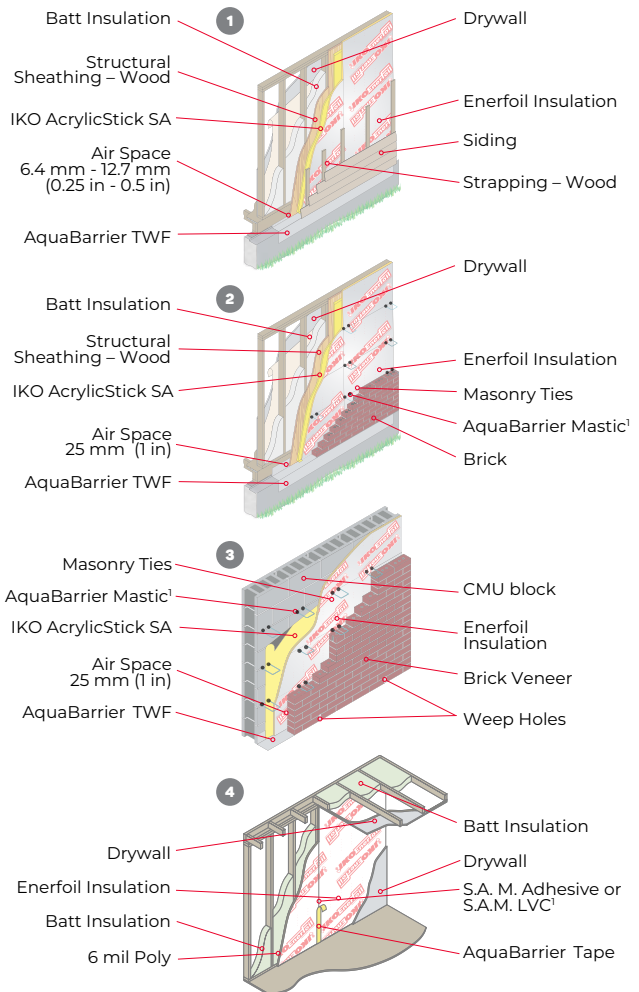 1
Batt Insulation
Structural
Sheathing – Wood
IKO AcrylicStick SA
Air Space
6.4 mm - 12.7 mm
(0.25 in - 0.5 in)
AquaBarrier TWF
Drywall
Enerfoil Insulation
Siding
Strapping – Wood
2
Batt Insulation
Structural
Sheathing – Wood
IKO AcrylicStick SA
Air Space
25 mm (1 in)
AquaBarrier TWF
Drywall
Enerfoil Insulation
Masonry Ties
AquaBarrier Mastic¹
Brick
3
Masonry Ties
AquaBarrier Mastic¹
IKO AcrylicStick SA
Air Space
25 mm (1 in)
AquaBarrier TWF
CMU block
Enerfoil
Insulation
Brick Veneer
Weep Holes
4
Drywall
Enerfoil Insulation
Batt Insulation
6 mil Poly
Batt Insulation
Drywall
S.A. M. Adhesive or
S.A.M. LVC¹
AquaBarrier Tape
IKO